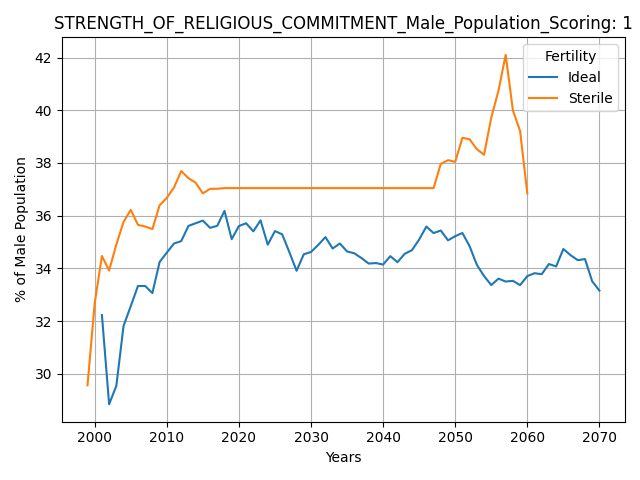 STRENGTH_OF_RELIGIOUS_COMMITMENT_Male_Population_Scoring: 1
Fertility
Ideal
Sterile
% of Male Population
42
40
38
36
34
32
30
2000 2010 2020 2030 2040 2050 2060 2070
Years